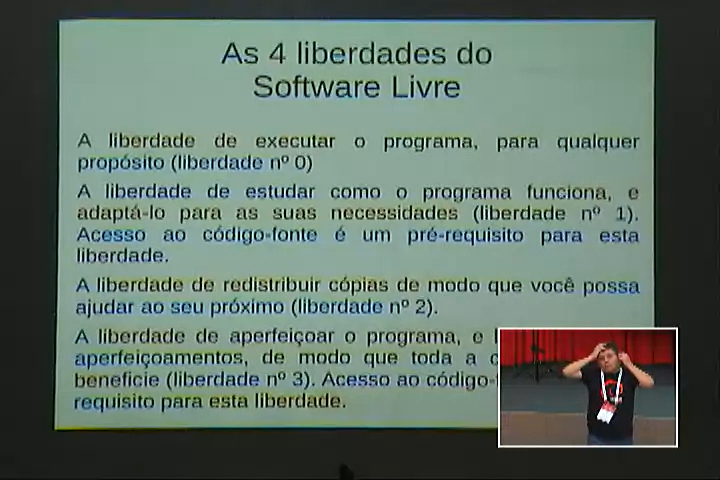 As 4 liberdades do
Software Livre
A liberdade de executar o programa, para qualquer
propósito (liberdade nº 0)
A liberdade de estudar como o programa funciona, e
adaptá-lo para as suas necessidades (liberdade nº 1).
Acesso ao código-fonte é um pré-requisito para esta
liberdade.
A liberdade de redistribuir cópias de modo que você possa
ajudar ao seu próximo (liberdade nº 2).
A liberdade de aperfeiçoar o programa, e
aperfeiçoamentos, de modo que toda a
beneficie (liberdade nº 3). Acesso ao código-
requisito para esta liberdade.